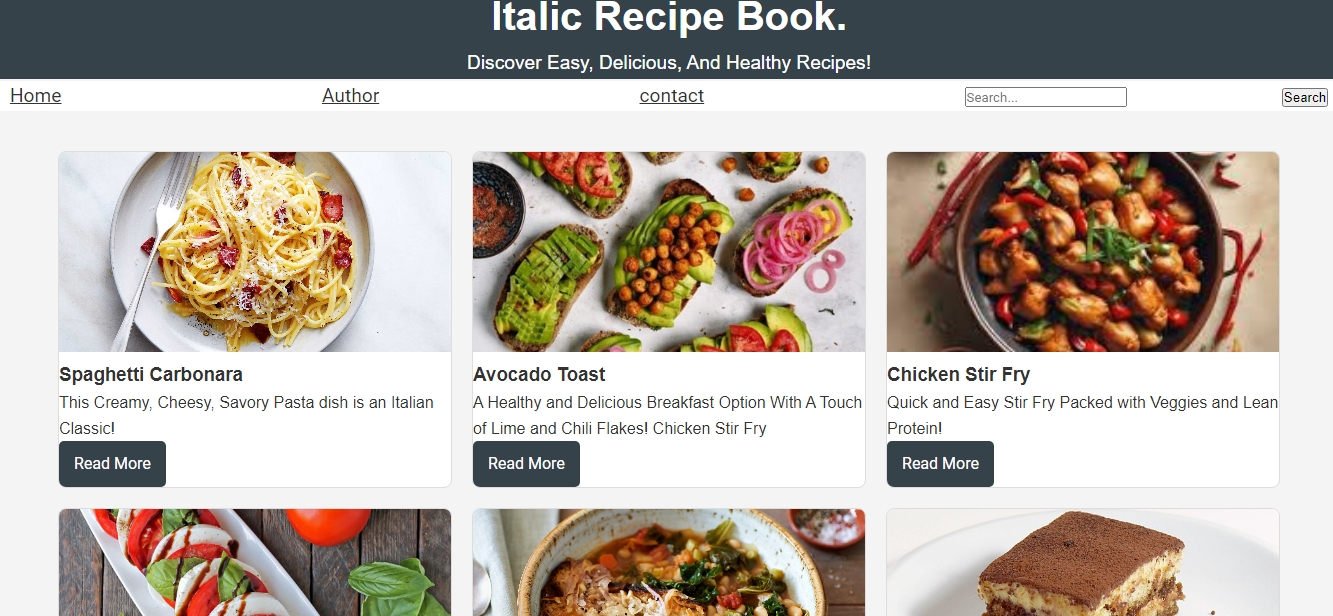 Italic Recipe Book.
Discover Easy, Delicious, And Healthy Recipes!
Home Author contact Search... Search
Spaghetti Carbonara
This Creamy, Cheesy, Savory Pasta dish is an Italian
Classic!
Read More
Avocado Toast
A Healthy and Delicious Breakfast Option With A Touch
of Lime and Chili Flakes! Chicken Stir Fry
Read More
Chicken Stir Fry
Quick and Easy Stir Fry Packed with Veggies and Lean
Protein!
Read More